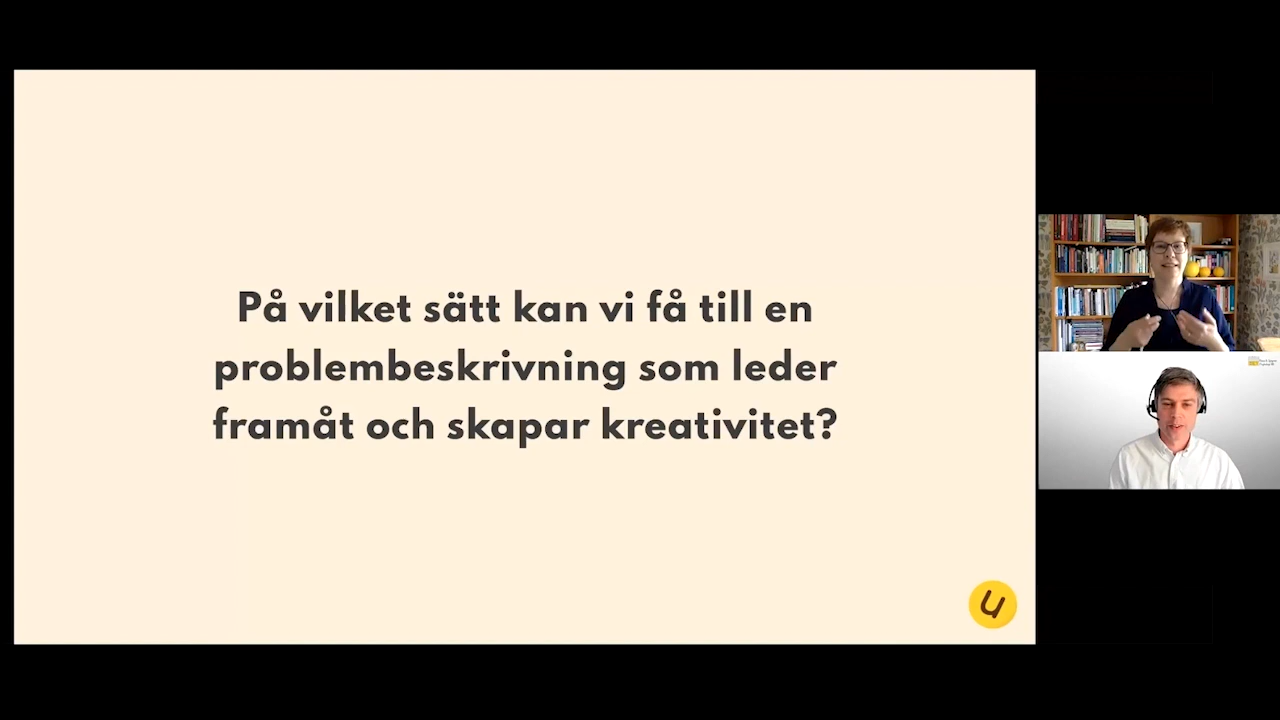 På vilket sätt kan vi få till en
problembeskrivning som leder
framåt och skapar kreativitet?